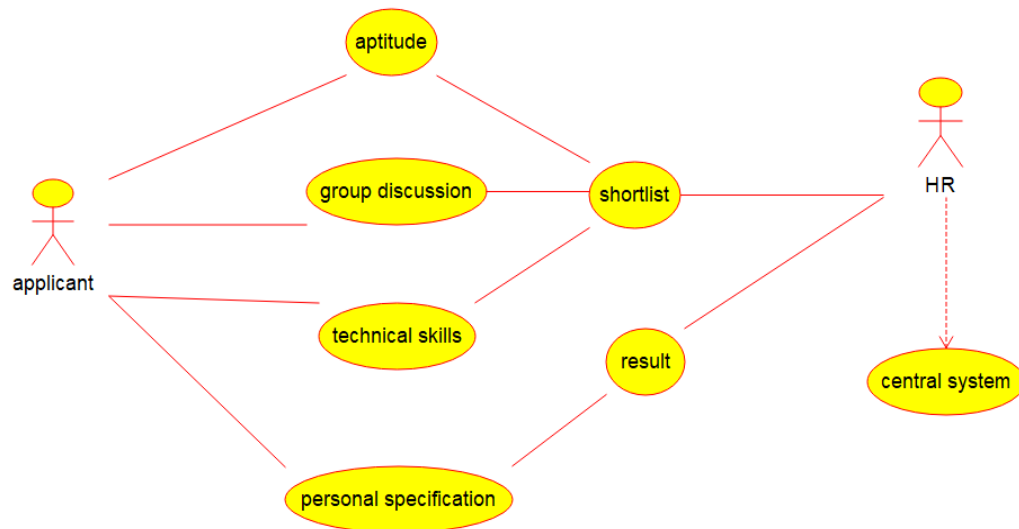 aptitude
group discussion
shortlist
HR
applicant
technical skills
result
central system
personal specification